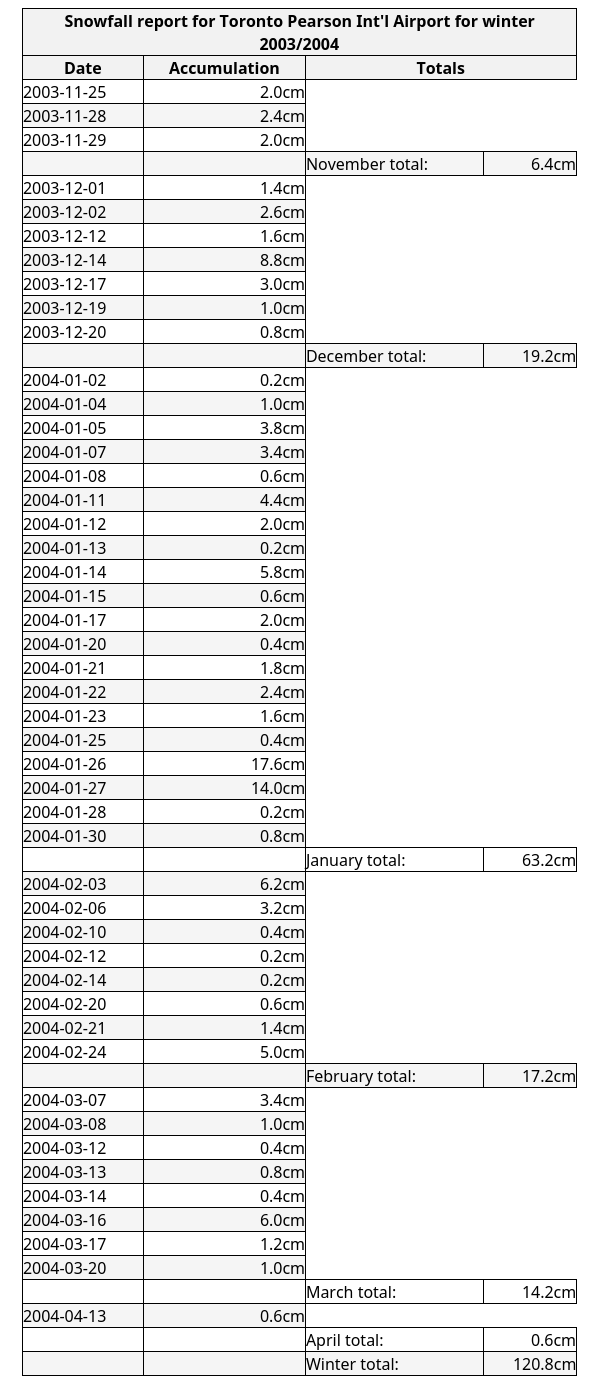 Snowfall report for Toronto Pearson Int'l Airport for winter
2003/2004
Date Accumulation Totals
2003-11-25 2.0cm
2003-11-28 2.4cm
2003-11-29 2.0cm
November total: 6.4cm
2003-12-01 1.4cm
2003-12-02 2.6cm
2003-12-12 1.6cm
2003-12-14 8.8cm
2003-12-17 3.0cm
2003-12-19 1.0cm
2003-12-20 0.8cm
December total: 19.2cm
2004-01-02 0.2cm
2004-01-04 1.0cm
2004-01-05 3.8cm
2004-01-07 3.4cm
2004-01-08 0.6cm
2004-01-11 4.4cm
2004-01-12 2.0cm
2004-01-13 0.2cm
2004-01-14 5.8cm
2004-01-15 0.6cm
2004-01-17 2.0cm
2004-01-20 0.4cm
2004-01-21 1.8cm
2004-01-22 2.4cm
2004-01-23 1.6cm
2004-01-25 0.4cm
2004-01-26 17.6cm
2004-01-27 14.0cm
2004-01-28 0.2cm
2004-01-30 0.8cm
January total: 63.2cm
2004-02-03 6.2cm
2004-02-06 3.2cm
2004-02-10 0.4cm
2004-02-12 0.2cm
2004-02-14 0.2cm
2004-02-20 0.6cm
2004-02-21 1.4cm
2004-02-24 5.0cm
February total: 17.2cm
2004-03-07 3.4cm
2004-03-08 1.0cm
2004-03-12 0.4cm
2004-03-13 0.8cm
2004-03-14 0.4cm
2004-03-16 6.0cm
2004-03-17 1.2cm
2004-03-20 1.0cm
March total: 14.2cm
2004-04-13 0.6cm
April total: 0.6cm
Winter total: 120.8cm